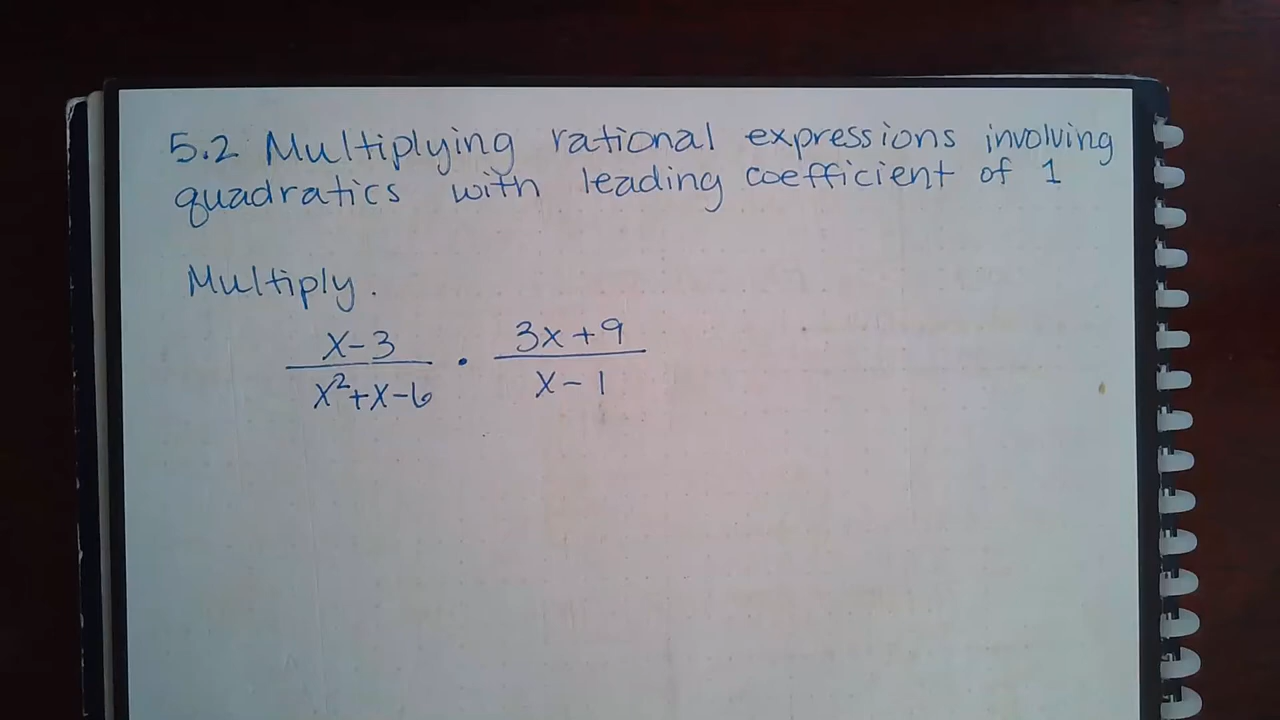 5.2 Multiplying rational expressions involving
quadratics with leading coefficient of 1
Multiply.
x-3 3x+9
·
x²+x-6 x-1